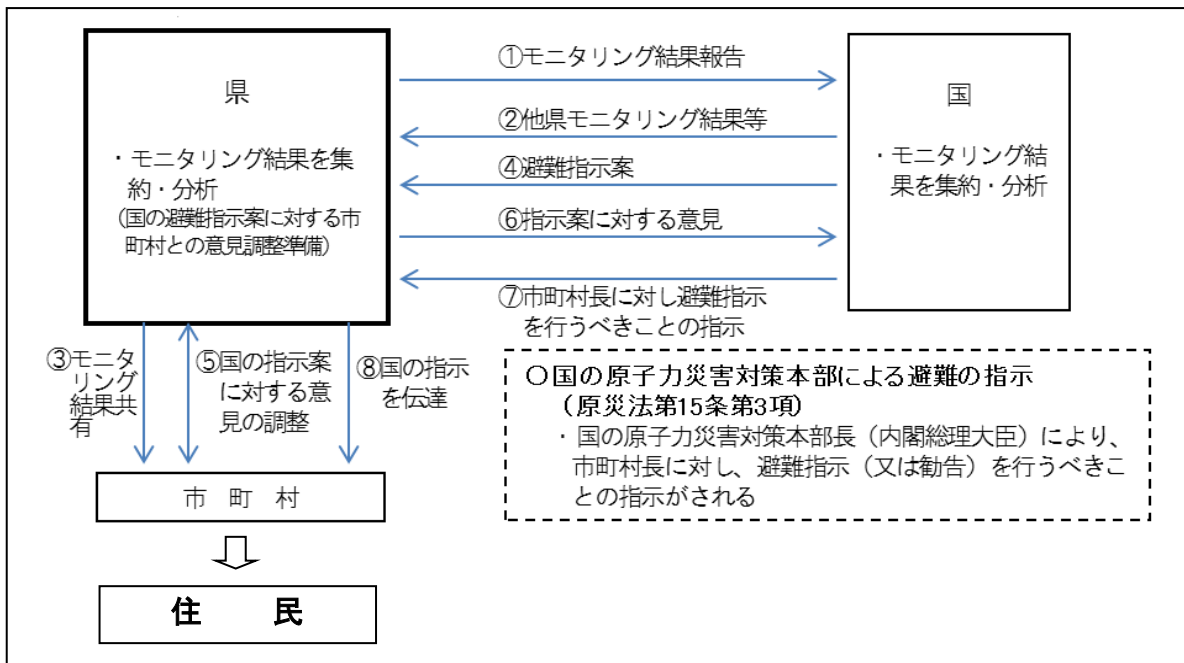 県
・モニタリング結果を集
約・分析
(国の避難指示案に対する市
町村との意見調整準備)
①モニタリング結果報告
②他県モニタリング結果等
④避難指示案
⑥指示案に対する意見
⑦市町村長に対し避難指示
を行うべきことの指示
国
・モニタリング結
果を集約・分析
③モニタ
リング
結果共
有
⑤国の指示案
に対する意
見の調整
⑧国の指示
を伝達
〇国の原子力災害対策本部による避難の指示
(原災法第15条第3項)
・国の原子力災害対策本部長(内閣総理大臣)により、
市町村長に対し、避難指示(又は勧告)を行うべきこ
との指示がされる
市 町 村
住 民